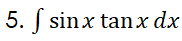 5. ∫ sin x tan x dx